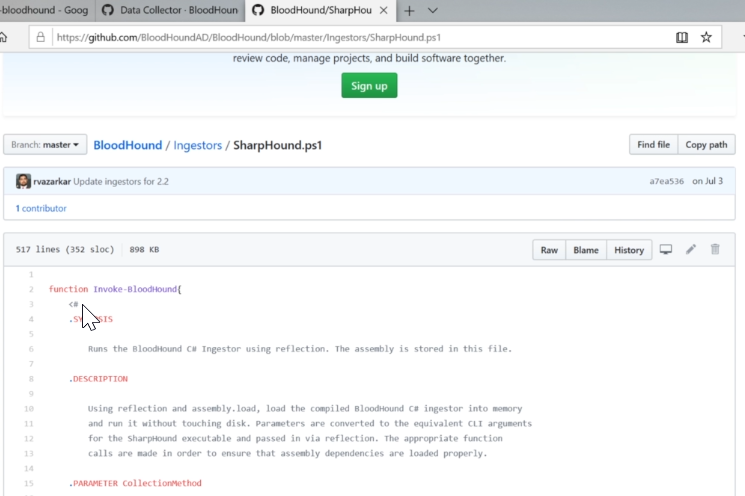 -bloodhound - Goog
Data Collector · BloodHoun
BloodHound/SharpHou
https://github.com/BloodHoundAD/BloodHound/blob/master/Ingestors/SharpHound.ps1
review code, manage projects, and build software together.
Sign up
Branch: master
BloodHound / Ingestors / SharpHound.ps1
Find file
Copy path
rvazarkar Update ingestors for 2.2
a7ea536 on Jul 3
1 contributor
517 lines (352 sloc) 898 KB
Raw
Blame
History
1
2 function Invoke-BloodHound{
3 <#
4 .SYNOPSIS
5
6 Runs the BloodHound C# Ingestor using reflection. The assembly is stored in this file.
7
8 .DESCRIPTION
9
10 Using reflection and assembly.load, load the compiled BloodHound C# ingestor into memory
11 and run it without touching disk. Parameters are converted to the equivalent CLI arguments
12 for the SharpHound executable and passed in via reflection. The appropriate function
13 calls are made in order to ensure that assembly dependencies are loaded properly.
14
15 .PARAMETER CollectionMethod